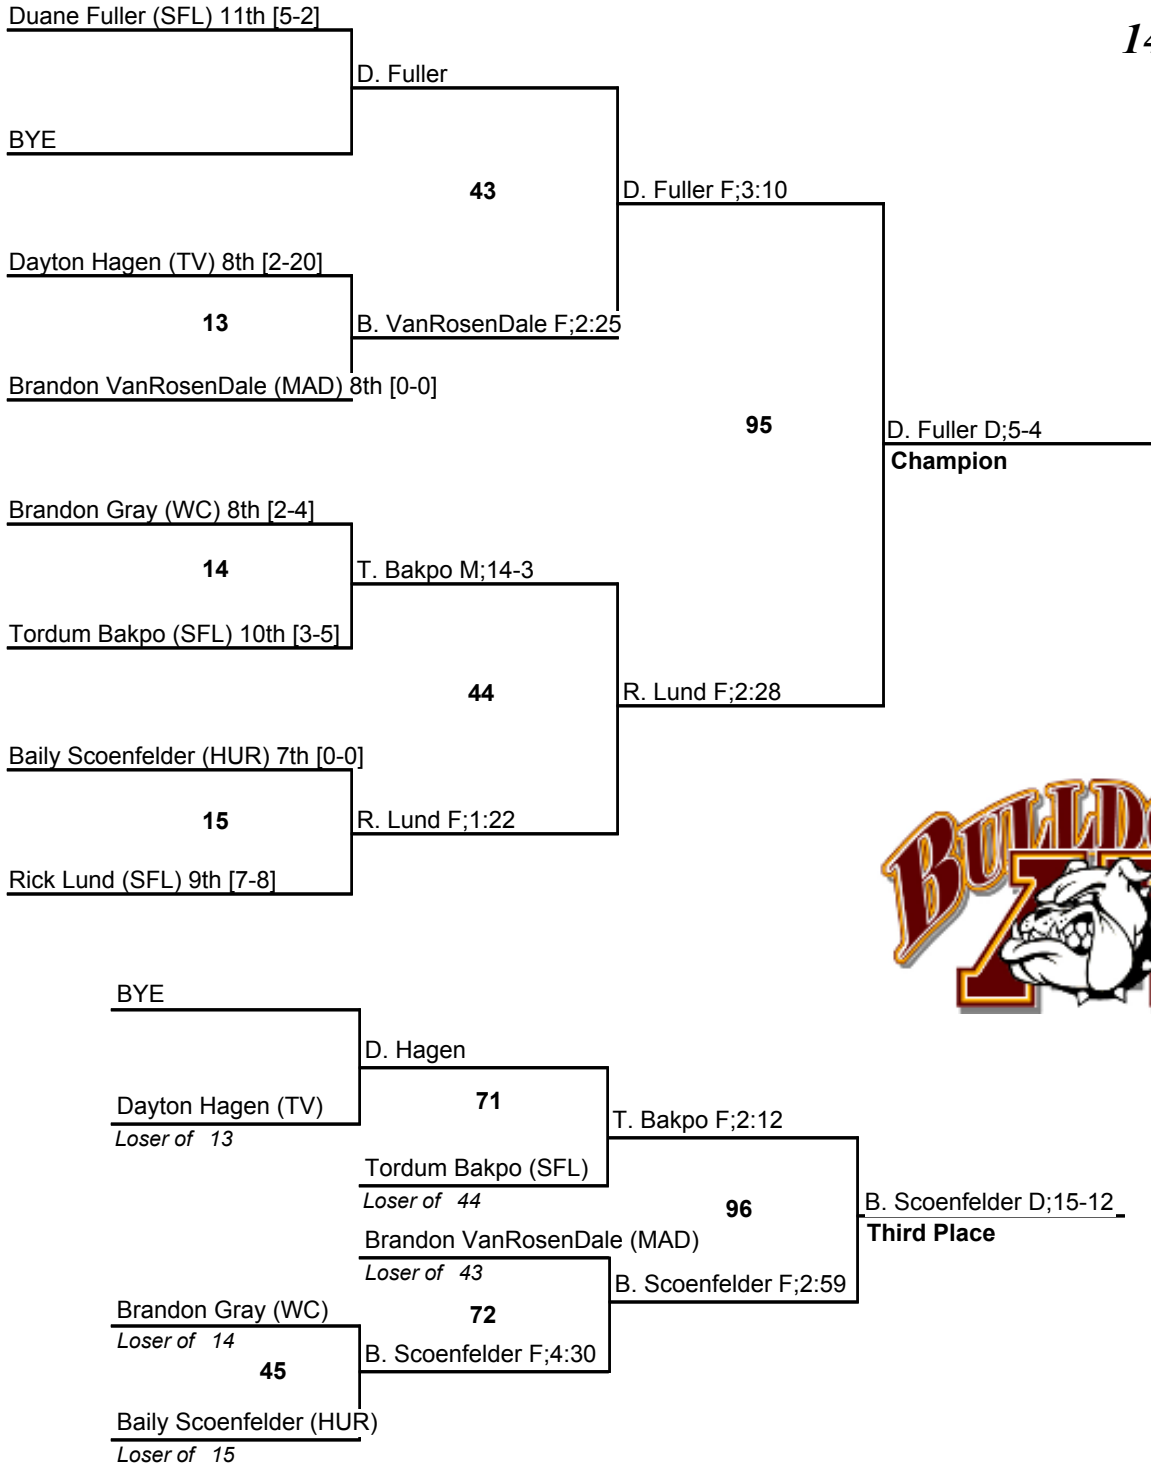 Duane Fuller (SFL) 11th [5-2]
14
D. Fuller
BYE
43
D. Fuller F;3:10
Dayton Hagen (TV) 8th [2-20]
13
B. VanRosenDale F;2:25
Brandon VanRosenDale (MAD) 8th [0-0]
95
D. Fuller D;5-4
Champion
Brandon Gray (WC) 8th [2-4]
14
T. Bakpo M;14-3
Tordum Bakpo (SFL) 10th [3-5]
44
R. Lund F;2:28
Baily Scoenfelder (HUR) 7th [0-0]
15
R. Lund F;1:22
Rick Lund (SFL) 9th [7-8]
BULLD
BYE
D. Hagen
71
Dayton Hagen (TV)
Loser of 13
T. Bakpo F;2:12
Tordum Bakpo (SFL)
Loser of 44
96
B. Scoenfelder D;15-12
Third Place
Brandon VanRosenDale (MAD)
Loser of 43
B. Scoenfelder F;2:59
72
Brandon Gray (WC)
Loser of 14
45
B. Scoenfelder F;4:30
Baily Scoenfelder (HUR)
Loser of 15